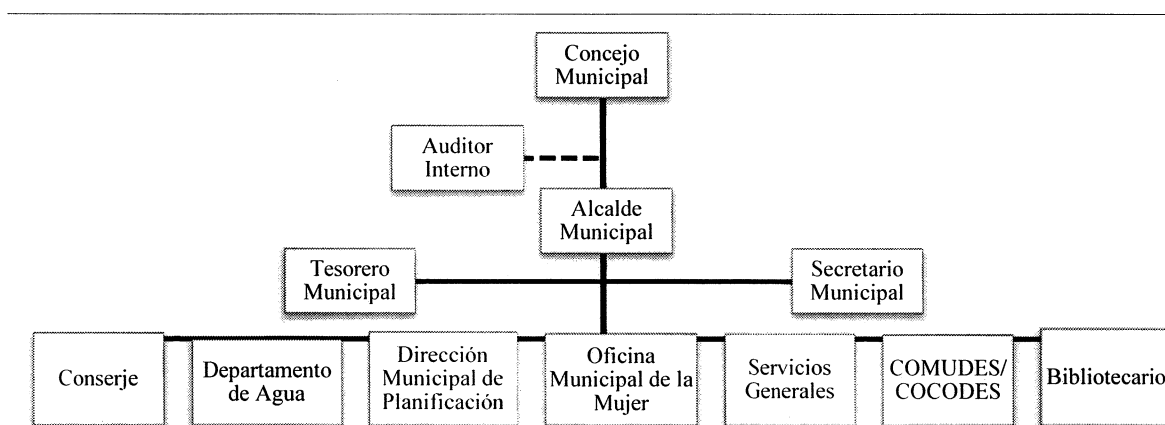 Concejo
Municipal
Auditor
Interno
Alcalde
Municipal
Tesorero
Municipal
Secretario
Municipal
Conserje
Departamento
de Agua
Dirección
Municipal de
Planificación
Oficina
Municipal de la
Mujer
Servicios
Generales
COMUDES/
COCODES
Bibliotecario